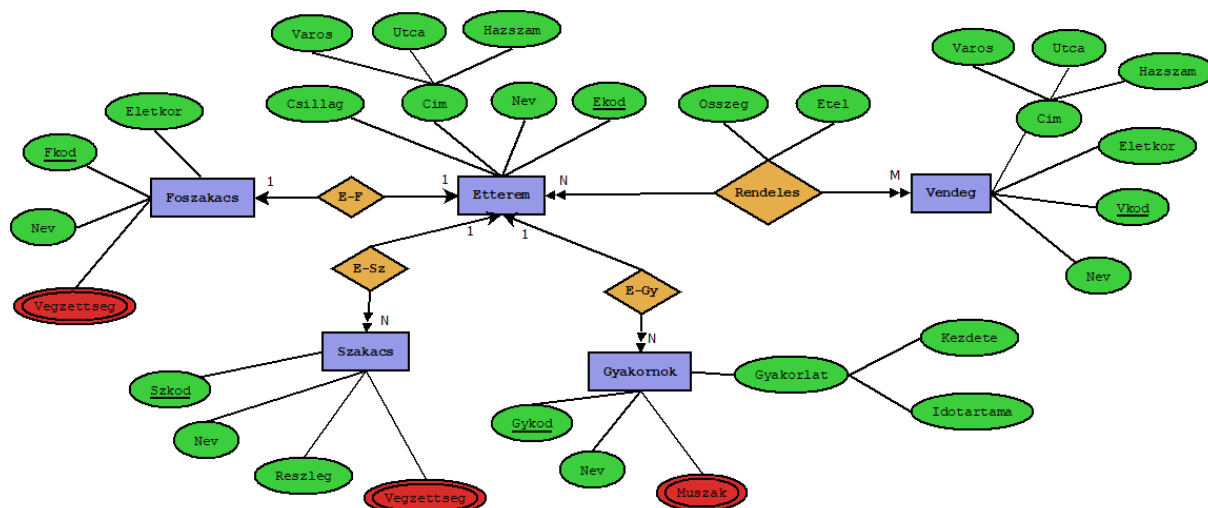 Varos
Utca
Hazszam
Varos
Utca
Hazszam
Eletkor
Csillag
Cim
Nev
Ekod
Osszeg
Etel
Cim
Fkod
Eletkor
1
Foszakacs
E-F
1
Etterem
N
Rendeles
M
Vendeg
Vkod
Nev
1
1
Nev
E-Sz
E-Gy
Vegzettseg
N
N
Szakacs
Gyakornok
Gyakorlat
Kezdete
Szkod
Idotartama
Gykod
Nev
Reszleg
Nev
Vegzettseg
Muszak